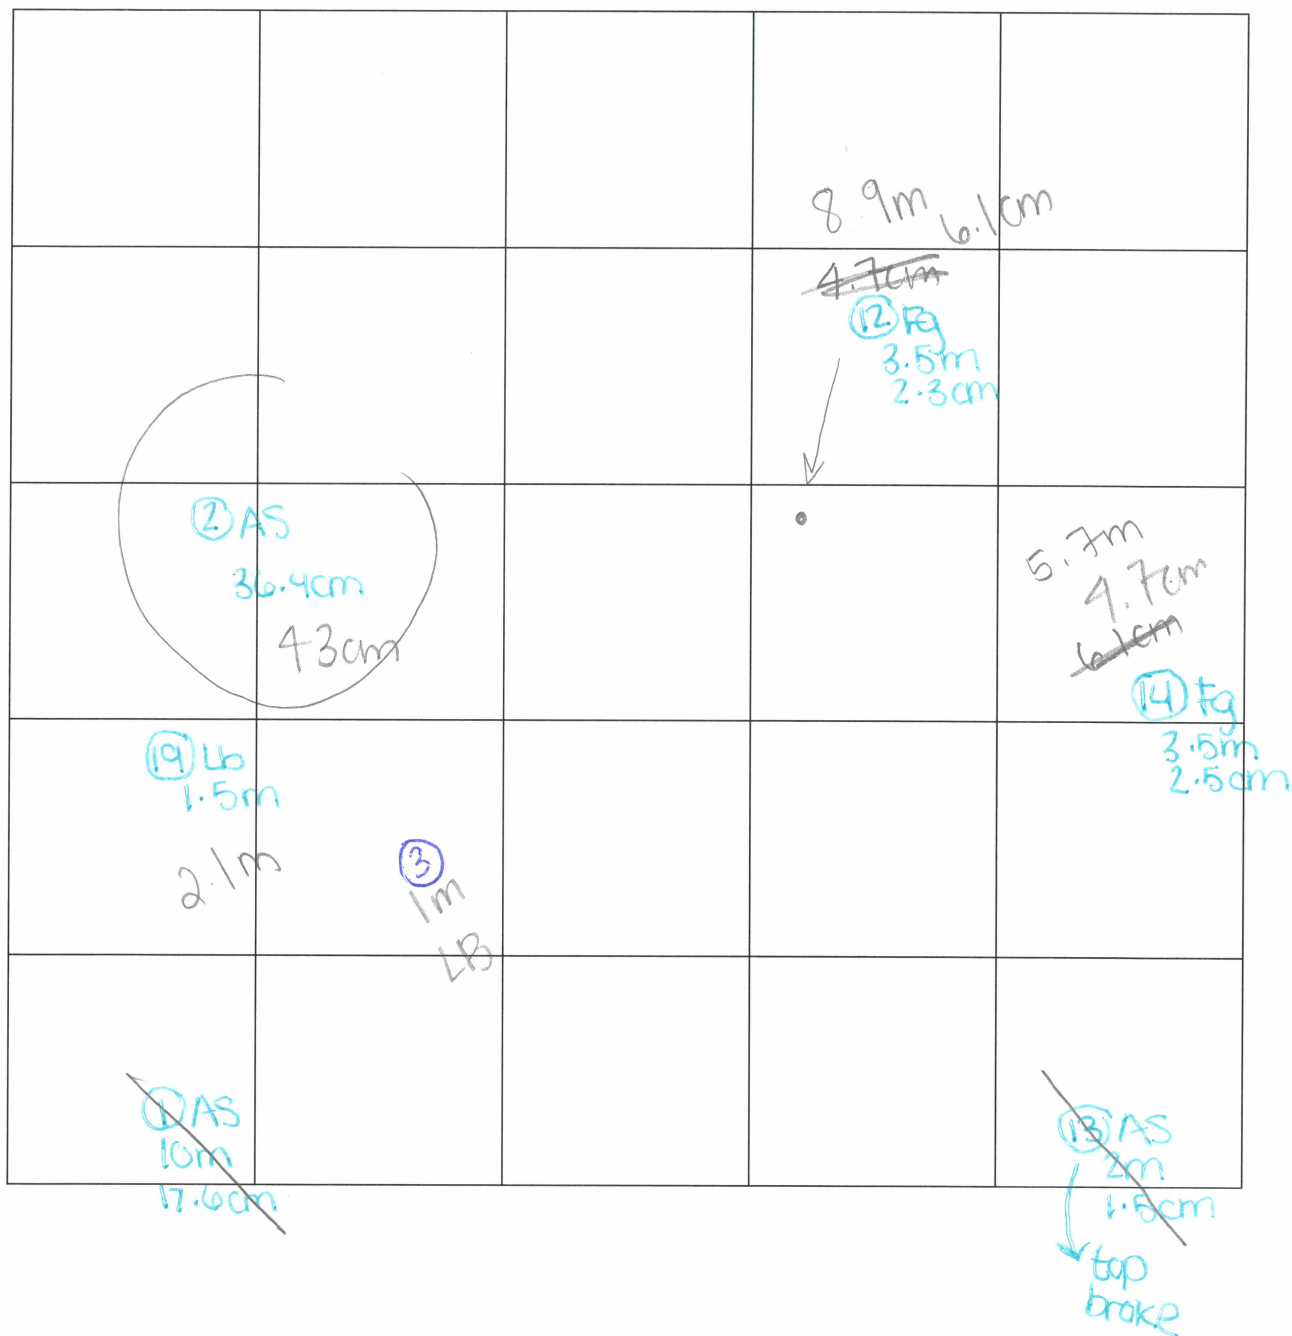 8.9m 6.1cm
4.7cm
12 Fg
3.5m
2.3cm
2 AS
36.4cm
43cm
5.7m
4.7cm
6.1cm
14 Fg
3.5m
2.5cm
19 Lb
1.5m
2.1m
3
1m
LB
1 AS
10m
17.6cm
13 AS
2m
1.5cm
top
broke